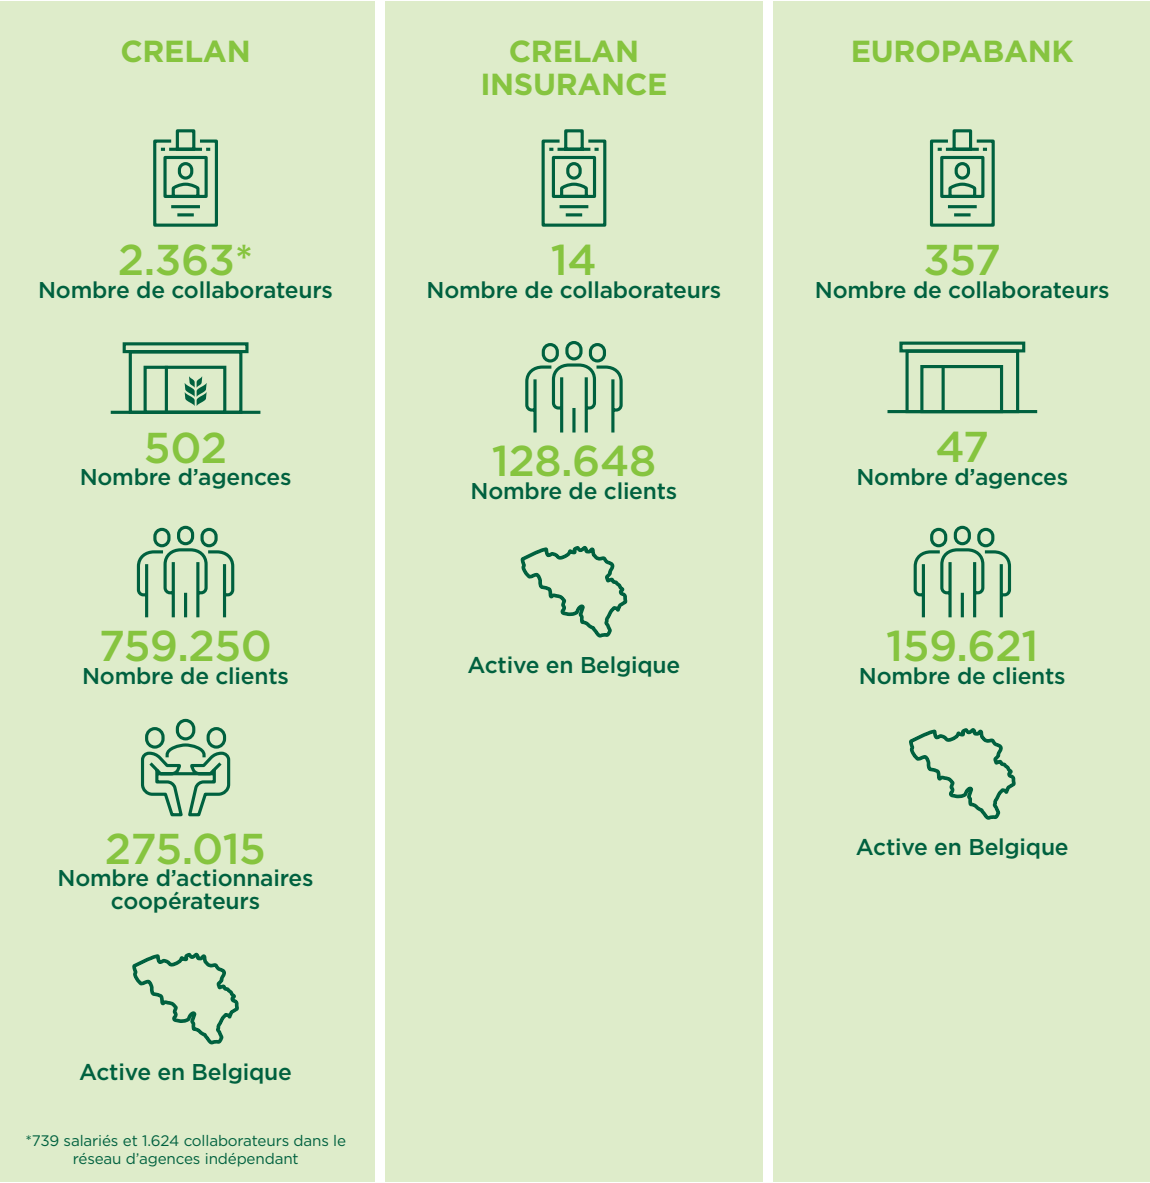 CRELAN
2.363*
Nombre de collaborateurs
502
Nombre d’agences
759.250
Nombre de clients
275.015
Nombre d’actionnaires
coopérateurs
Active en Belgique
*739 salariés et 1.624 collaborateurs dans le
réseau d’agences indépendant
CRELAN
INSURANCE
14
Nombre de collaborateurs
128.648
Nombre de clients
Active en Belgique
EUROPABANK
357
Nombre de collaborateurs
47
Nombre d’agences
159.621
Nombre de clients
Active en Belgique